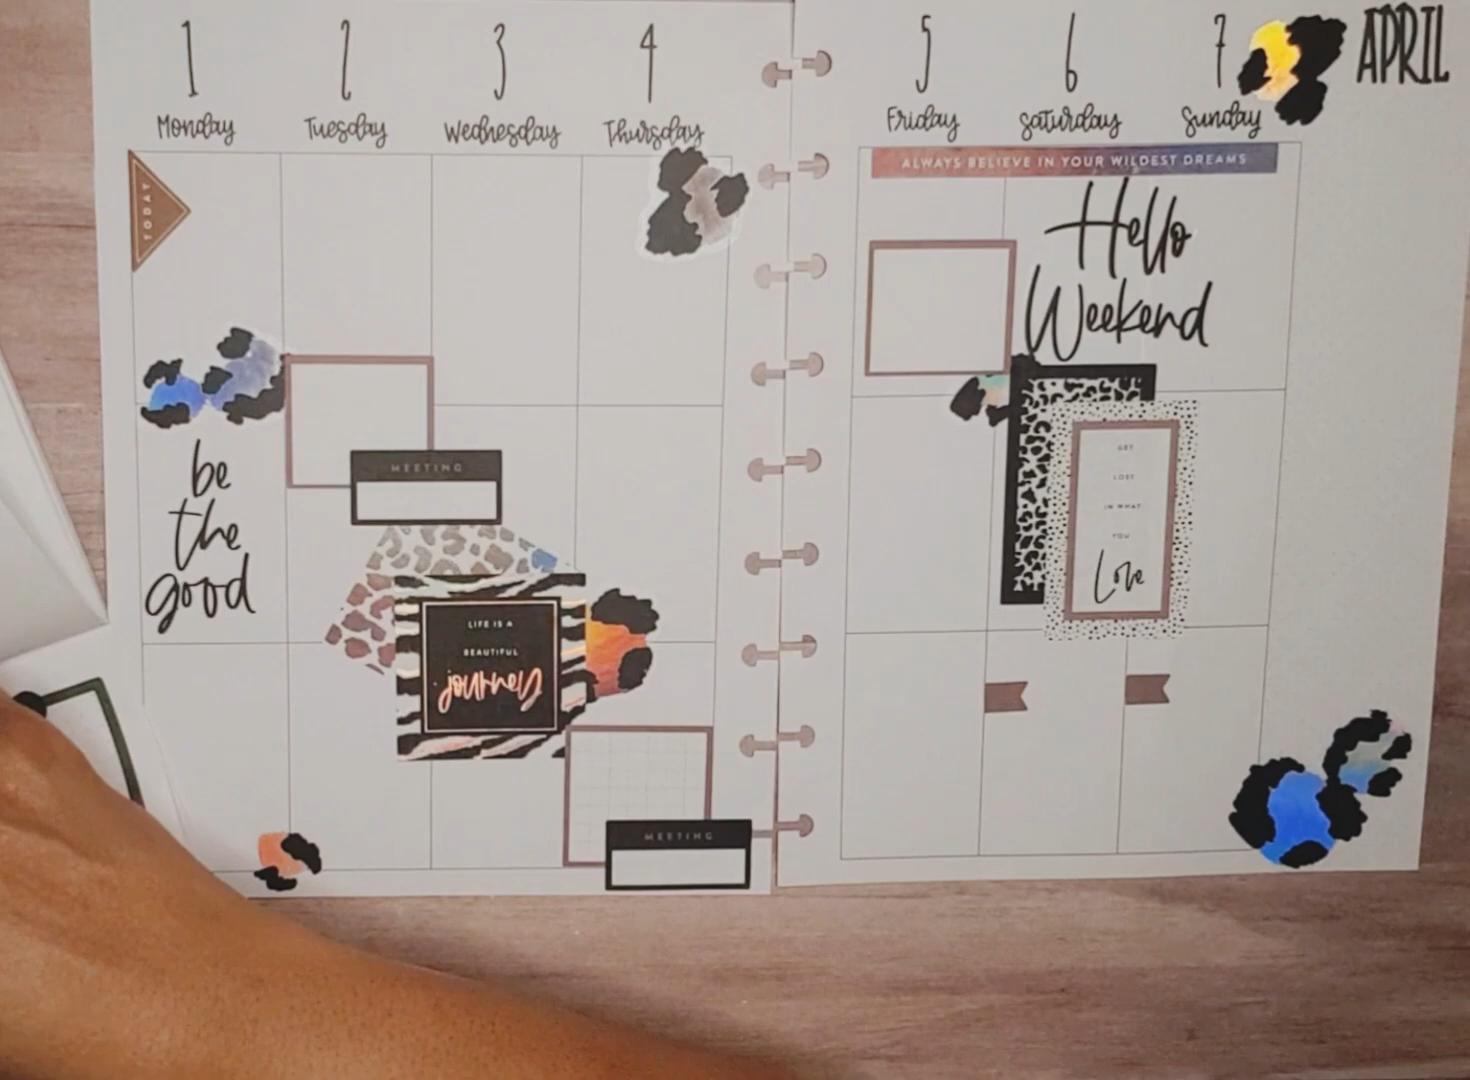 1 2 3 4 5 6 7 APRIL
Monday Tuesday Wednesday Thursday Friday Saturday Sunday
TODAY
be
the
good
MEETING
LIFE IS A
BEAUTIFUL
journey
MEETING
ALWAYS BELIEVE IN YOUR WILDEST DREAMS
Hello
Weekend
GET
LOST
IN WHAT
YOU
Love